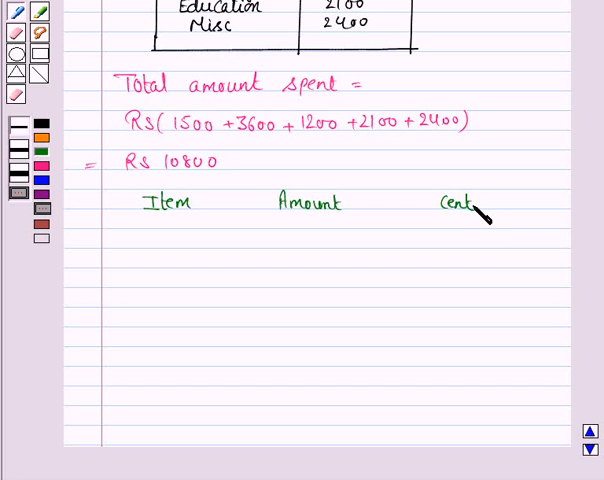 Education 2100
Misc 2400
Total amount spent =
Rs( 1500 +3600 + 1200 +2100 + 2400)
= Rs 10800
Item Amount Cent